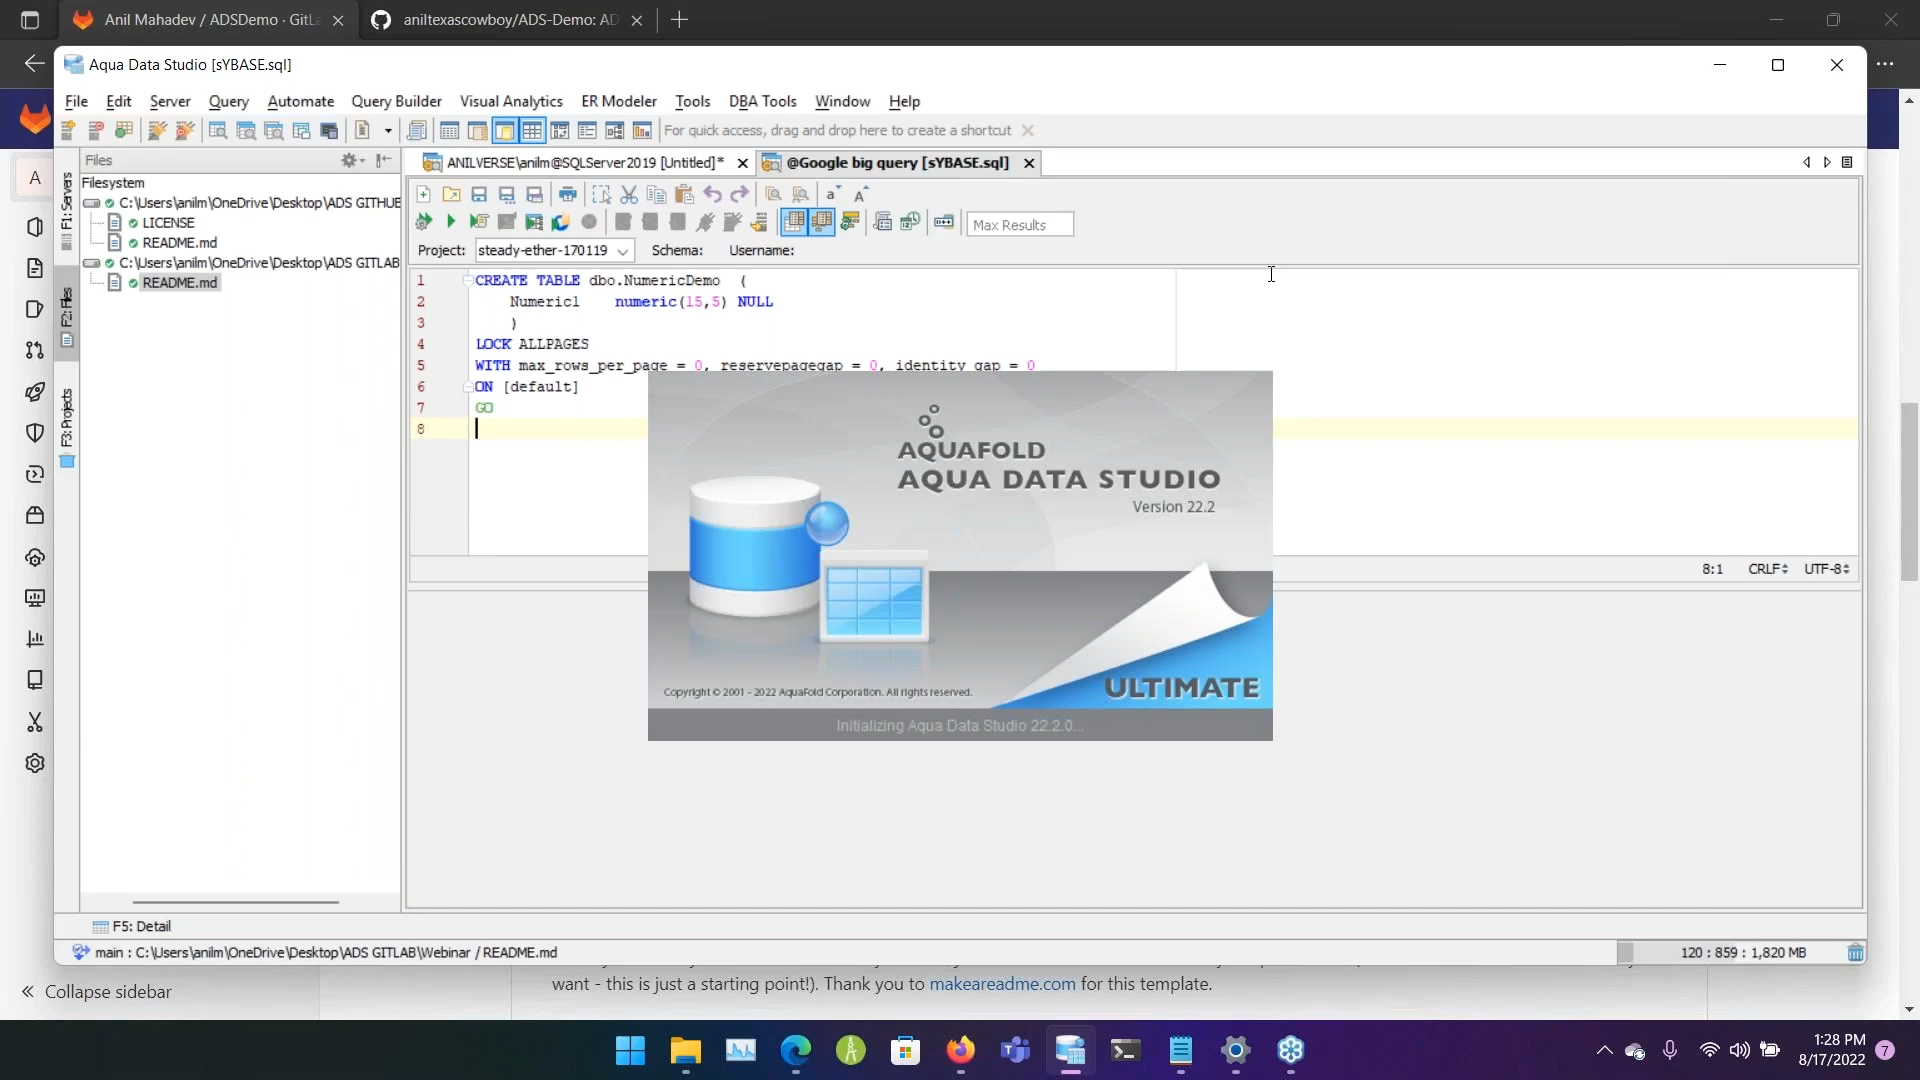 Anil Mahadev / ADSDemo · GitLa
aniltexascowboy/ADS-Demo: AD
Aqua Data Studio [sYBASE.sql]
File Edit Server Query Automate Query Builder Visual Analytics ER Modeler Tools DBA Tools Window Help
For quick access, drag and drop here to create a shortcut
Files
ANILVERSE\anilm@SQLServer2019 [Untitled]*
@Google big query [sYBASE.sql]
A
F1: Servers
F2: Files
F3: Projects
Filesystem
C:\Users\anilm\OneDrive\Desktop\ADS GITHUB
LICENSE
README.md
C:\Users\anilm\OneDrive\Desktop\ADS GITLAB
README.md
Max Results
Project: steady-ether-170119 Schema: Username:
1 CREATE TABLE dbo.NumericDemo (
2 Numeric1 numeric(15,5) NULL
3 )
4 LOCK ALLPAGES
5 WITH max_rows_per_page = 0, reservepagegap = 0, identity_gap = 0
6 ON [default]
7 GO
8
AQUAFOLD
AQUA DATA STUDIO
Version 22.2
Copyright © 2001 - 2022 AquaFold Corporation. All rights reserved.
ULTIMATE
Initializing Aqua Data Studio 22.2.0...
8:1 CRLF UTF-8
F5: Detail
main : C:\Users\anilm\OneDrive\Desktop\ADS GITLAB\Webinar / README.md
120 : 859 : 1,820 MB
want - this is just a starting point!). Thank you to makeareadme.com for this template.
Collapse sidebar
1:28 PM
8/17/2022
7